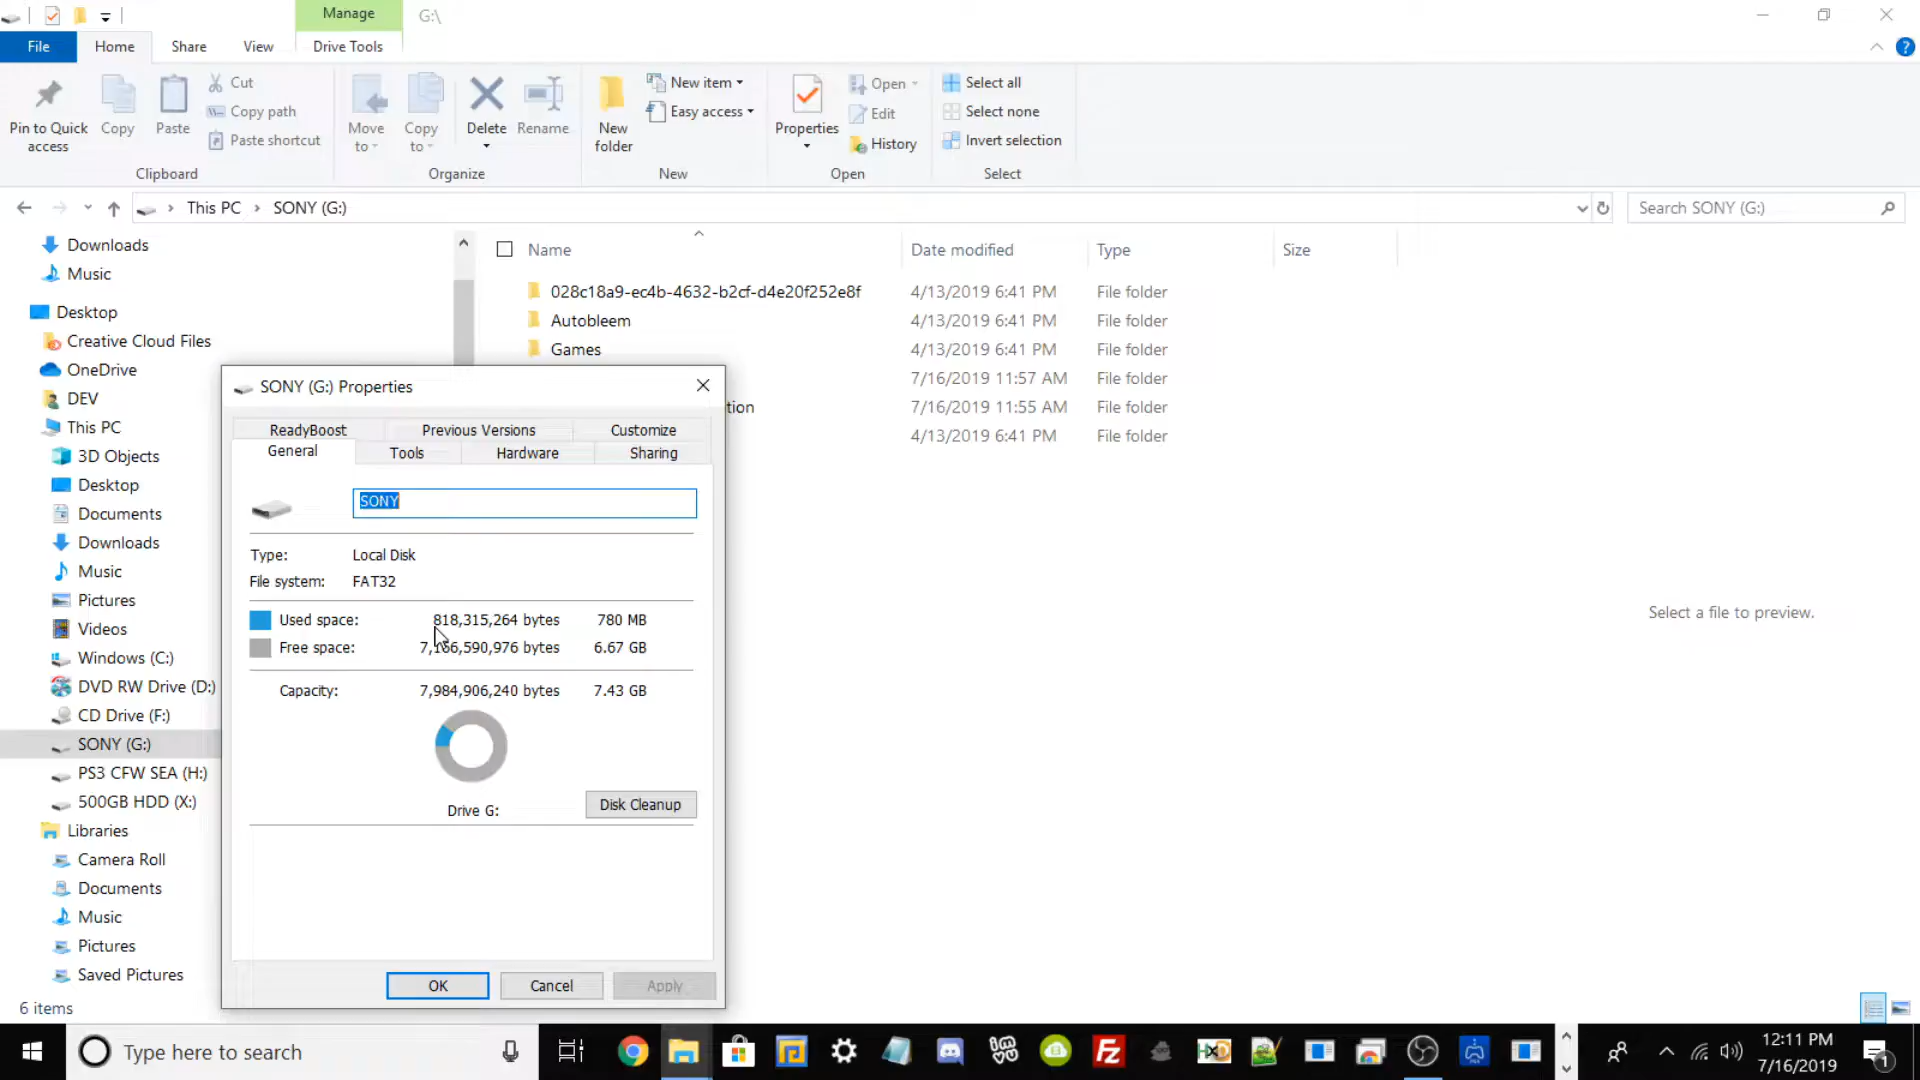 Manage G:\
File Home Share View Drive Tools
Pin to Quick access
Copy
Paste
Cut
Copy path
Paste shortcut
Clipboard
Move to
Copy to
Delete
Rename
Organize
New folder
New item
Easy access
New
Properties
Open
Edit
History
Open
Select all
Select none
Invert selection
Select
This PC > SONY (G:)
Search SONY (G:)
Downloads
Music
Desktop
Creative Cloud Files
OneDrive
DEV
This PC
3D Objects
Desktop
Documents
Downloads
Music
Pictures
Videos
Windows (C:)
DVD RW Drive (D:)
CD Drive (F:)
SONY (G:)
PS3 CFW SEA (H:)
500GB HDD (X:)
Libraries
Camera Roll
Documents
Music
Pictures
Saved Pictures
Name Date modified Type Size
028c18a9-ec4b-4632-b2cf-d4e20f252e8f 4/13/2019 6:41 PM File folder
Autobleem 4/13/2019 6:41 PM File folder
Games 4/13/2019 6:41 PM File folder
7/16/2019 11:57 AM File folder
tion 7/16/2019 11:55 AM File folder
4/13/2019 6:41 PM File folder
Select a file to preview.
SONY (G:) Properties
ReadyBoost Previous Versions Customize
General Tools Hardware Sharing
SONY
Type: Local Disk
File system: FAT32
Used space: 818,315,264 bytes 780 MB
Free space: 7,166,590,976 bytes 6.67 GB
Capacity: 7,984,906,240 bytes 7.43 GB
Drive G:
Disk Cleanup
OK Cancel Apply
6 items
Type here to search
FZ
HXD
12:11 PM
7/16/2019
1